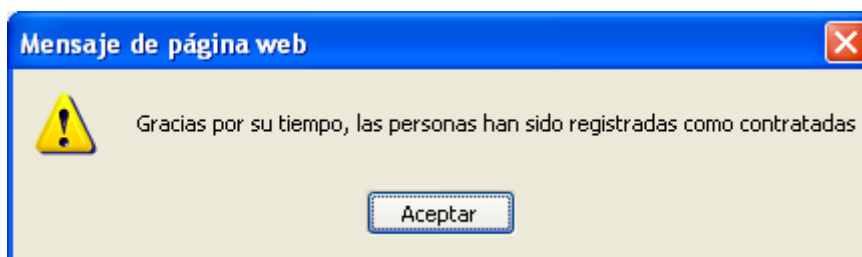 Mensaje de página web
Gracias por su tiempo, las personas han sido registradas como contratadas
Aceptar